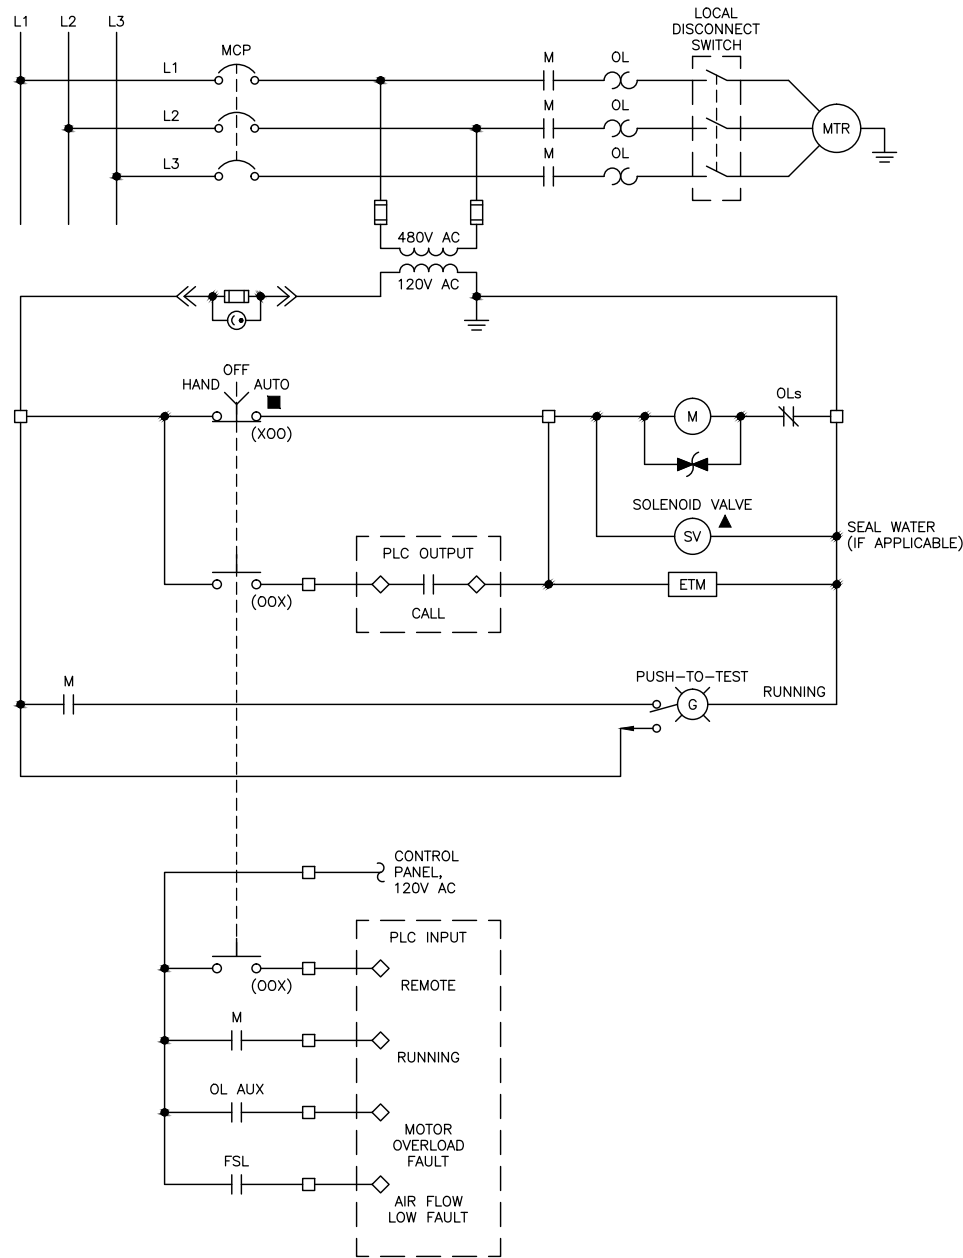 L1 L2 L3
LOCAL
DISCONNECT
SWITCH
MCP
L1 M OL
L2 M OL
MTR
L3 M OL
480V AC
120V AC
OFF
HAND AUTO
(XOO)
M
OLs
SOLENOID VALVE
SV
SEAL WATER
(IF APPLICABLE)
PLC OUTPUT
(OOX)
CALL
ETM
M
PUSH-TO-TEST
G
RUNNING
CONTROL
PANEL,
120V AC
PLC INPUT
(OOX)
REMOTE
M
RUNNING
OL AUX
MOTOR
OVERLOAD
FAULT
FSL
AIR FLOW
LOW FAULT